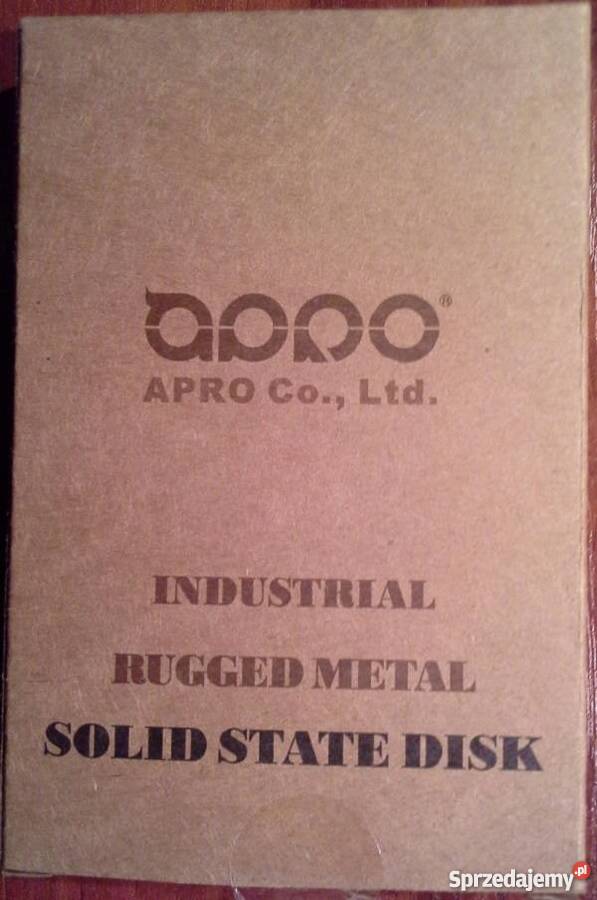 apro®
APRO Co., Ltd.
INDUSTRIAL
RUGGED METAL
SOLID STATE DISK
Sprzedajemy.pl